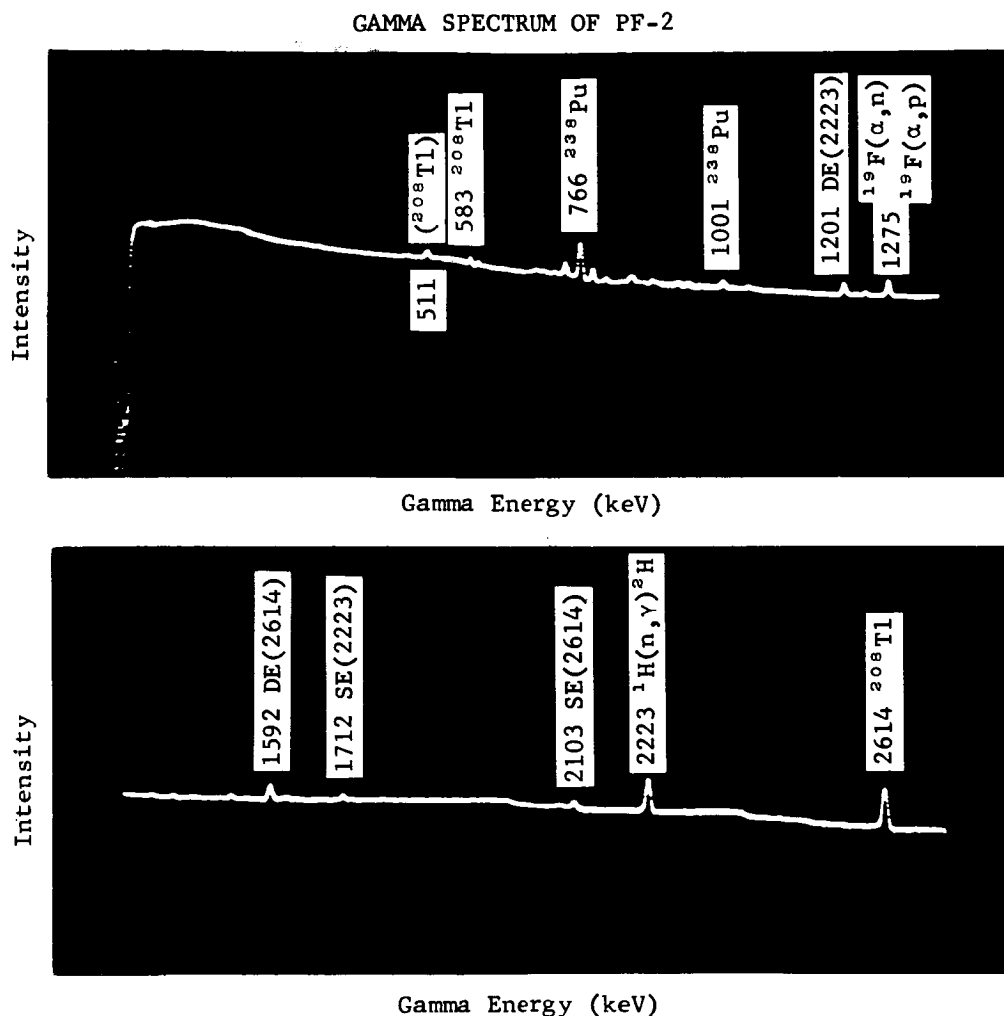 GAMMA SPECTRUM OF PF-2
Intensity
511
(²⁰⁸Tl)
583 ²⁰⁸Tl
766 ²³⁸Pu
1001 ²³⁸Pu
1201 DE(2223)
1275 ¹⁹F(α,n)
¹⁹F(α,p)
Gamma Energy (keV)
Intensity
1592 DE(2614)
1712 SE(2223)
2103 SE(2614)
2223 ¹H(n,γ)²H
2614 ²⁰⁸Tl
Gamma Energy (keV)